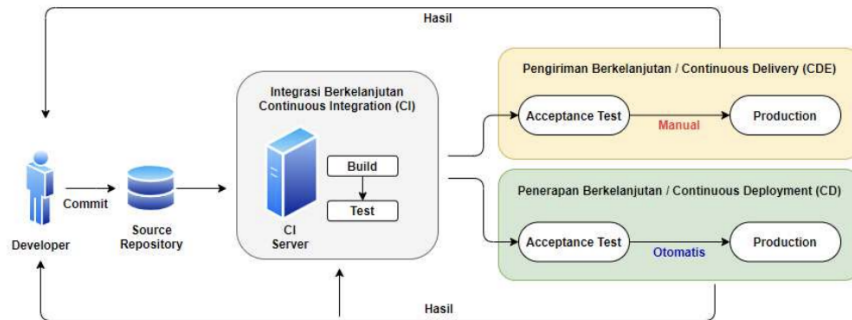 Hasil
Pengiriman Berkelanjutan / Continuous Delivery (CDE)
Acceptance Test
Manual
Production
Integrasi Berkelanjutan
Continuous Integration (CI)
Build
Test
CI
Server
Commit
Developer
Source
Repository
Penerapan Berkelanjutan / Continuous Deployment (CD)
Acceptance Test
Otomatis
Production
Hasil